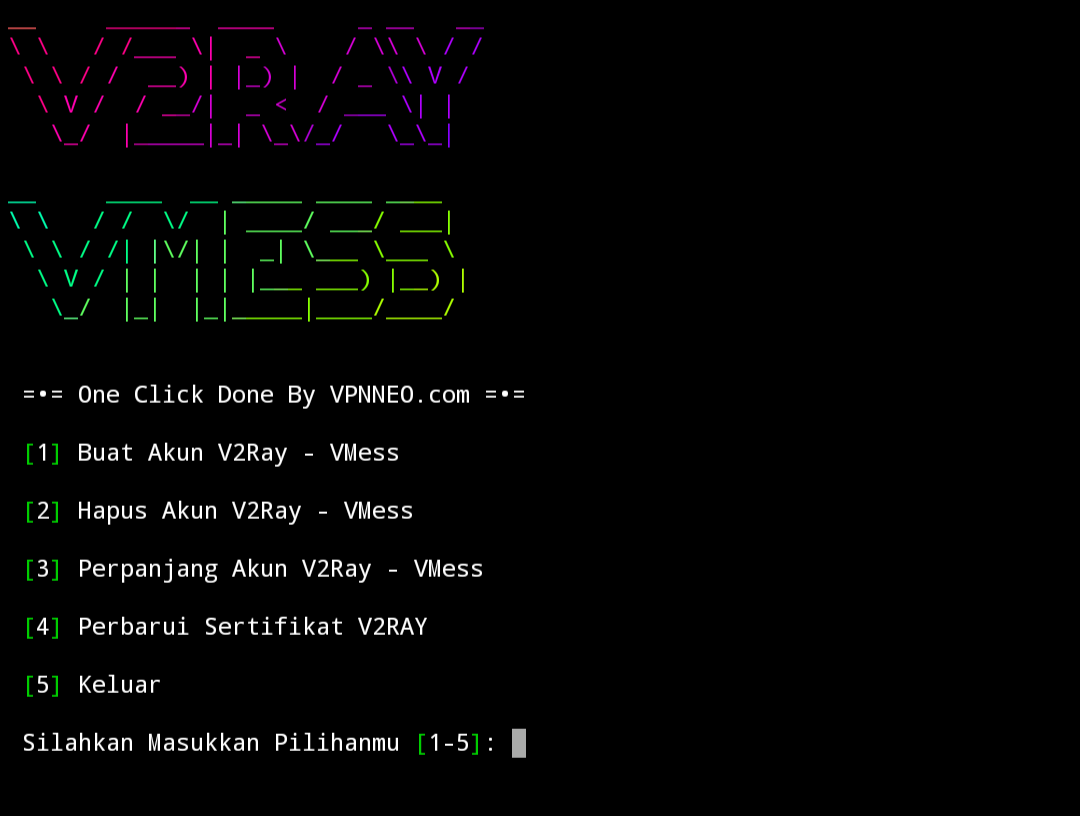 V2RAY
VMESS
=•= One Click Done By VPNNEO.com =•=
[1] Buat Akun V2Ray - VMess
[2] Hapus Akun V2Ray - VMess
[3] Perpanjang Akun V2Ray - VMess
[4] Perbarui Sertifikat V2RAY
[5] Keluar
Silahkan Masukkan Pilihanmu [1-5]: